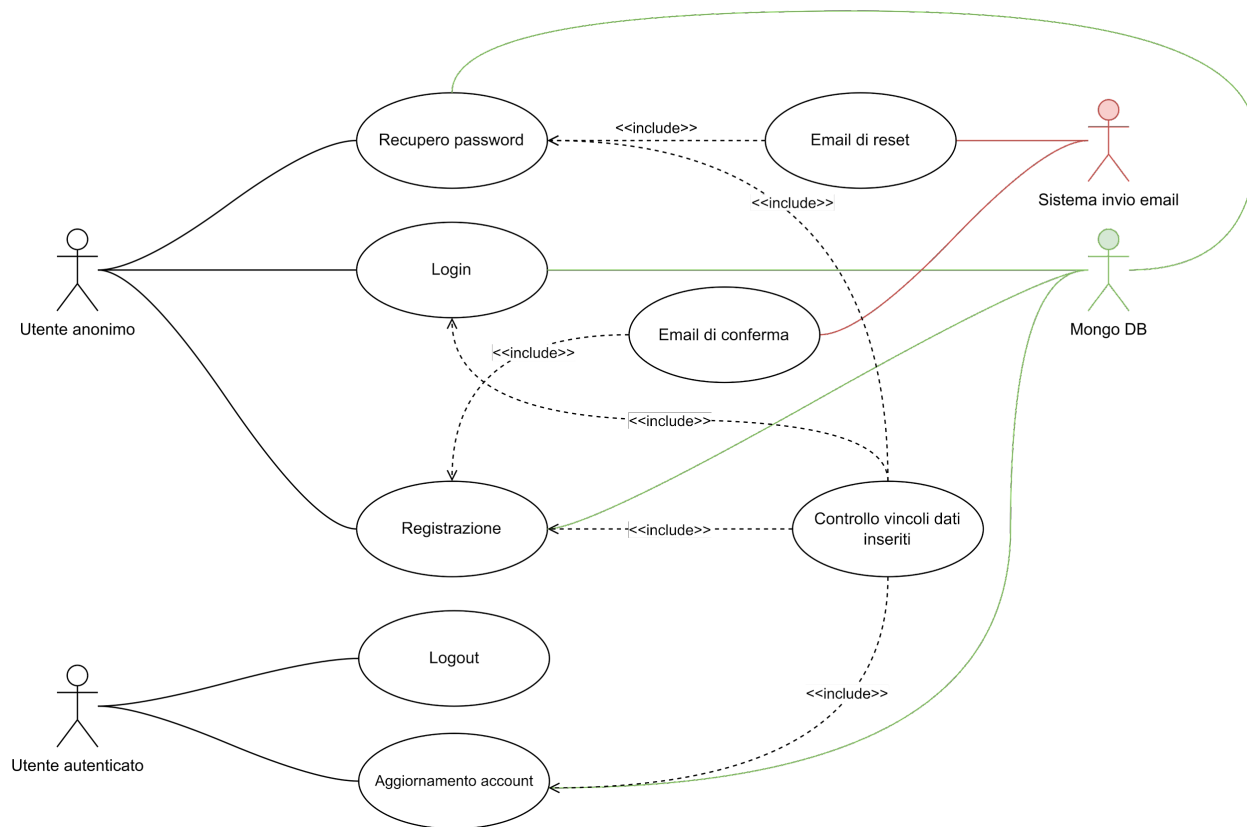 Recupero password
<<include>>
Email di reset
<<include>>
Sistema invio email
Login
Utente anonimo
Email di conferma
Mongo DB
<<include>>
<<include>>
Registrazione
<<include>>
Controllo vincoli dati
inseriti
Logout
<<include>>
Utente autenticato
Aggiornamento account